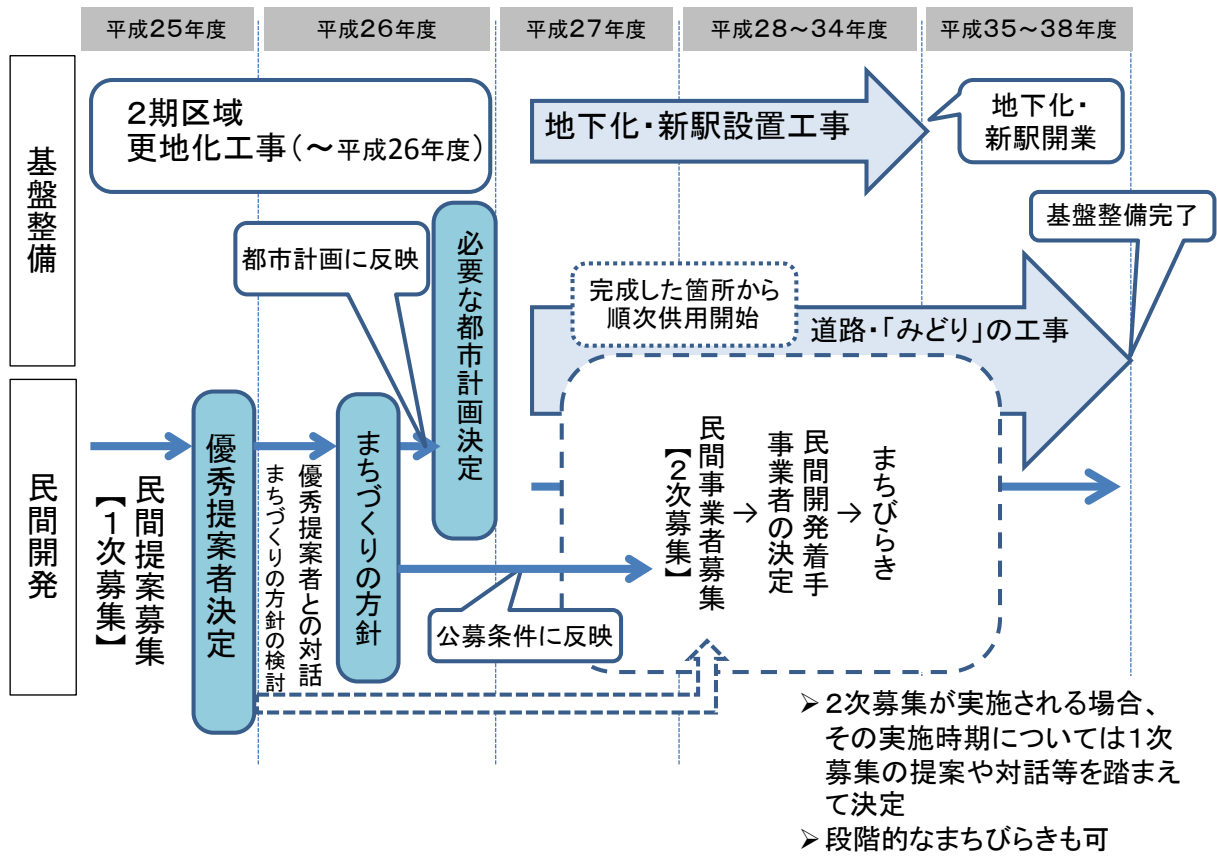 平成25年度
平成26年度
平成27年度
平成28～34年度
平成35～38年度
基盤整備
2期区域
更地化工事(～平成26年度)
地下化・新駅設置工事
地下化・
新駅開業
都市計画に反映
必要な都市計画決定
完成した箇所から
順次供用開始
道路・「みどり」の工事
基盤整備完了
民間開発
民間提案募集
【1次募集】
優秀提案者決定
優秀提案者との対話
まちづくりの方針の検討
まちづくりの方針
公募条件に反映
民間事業者募集
【2次募集】
→
民間開発着手
事業者の決定
→
まちびらき
➢ 2次募集が実施される場合、
その実施時期については1次
募集の提案や対話等を踏まえ
て決定
➢ 段階的なまちびらきも可